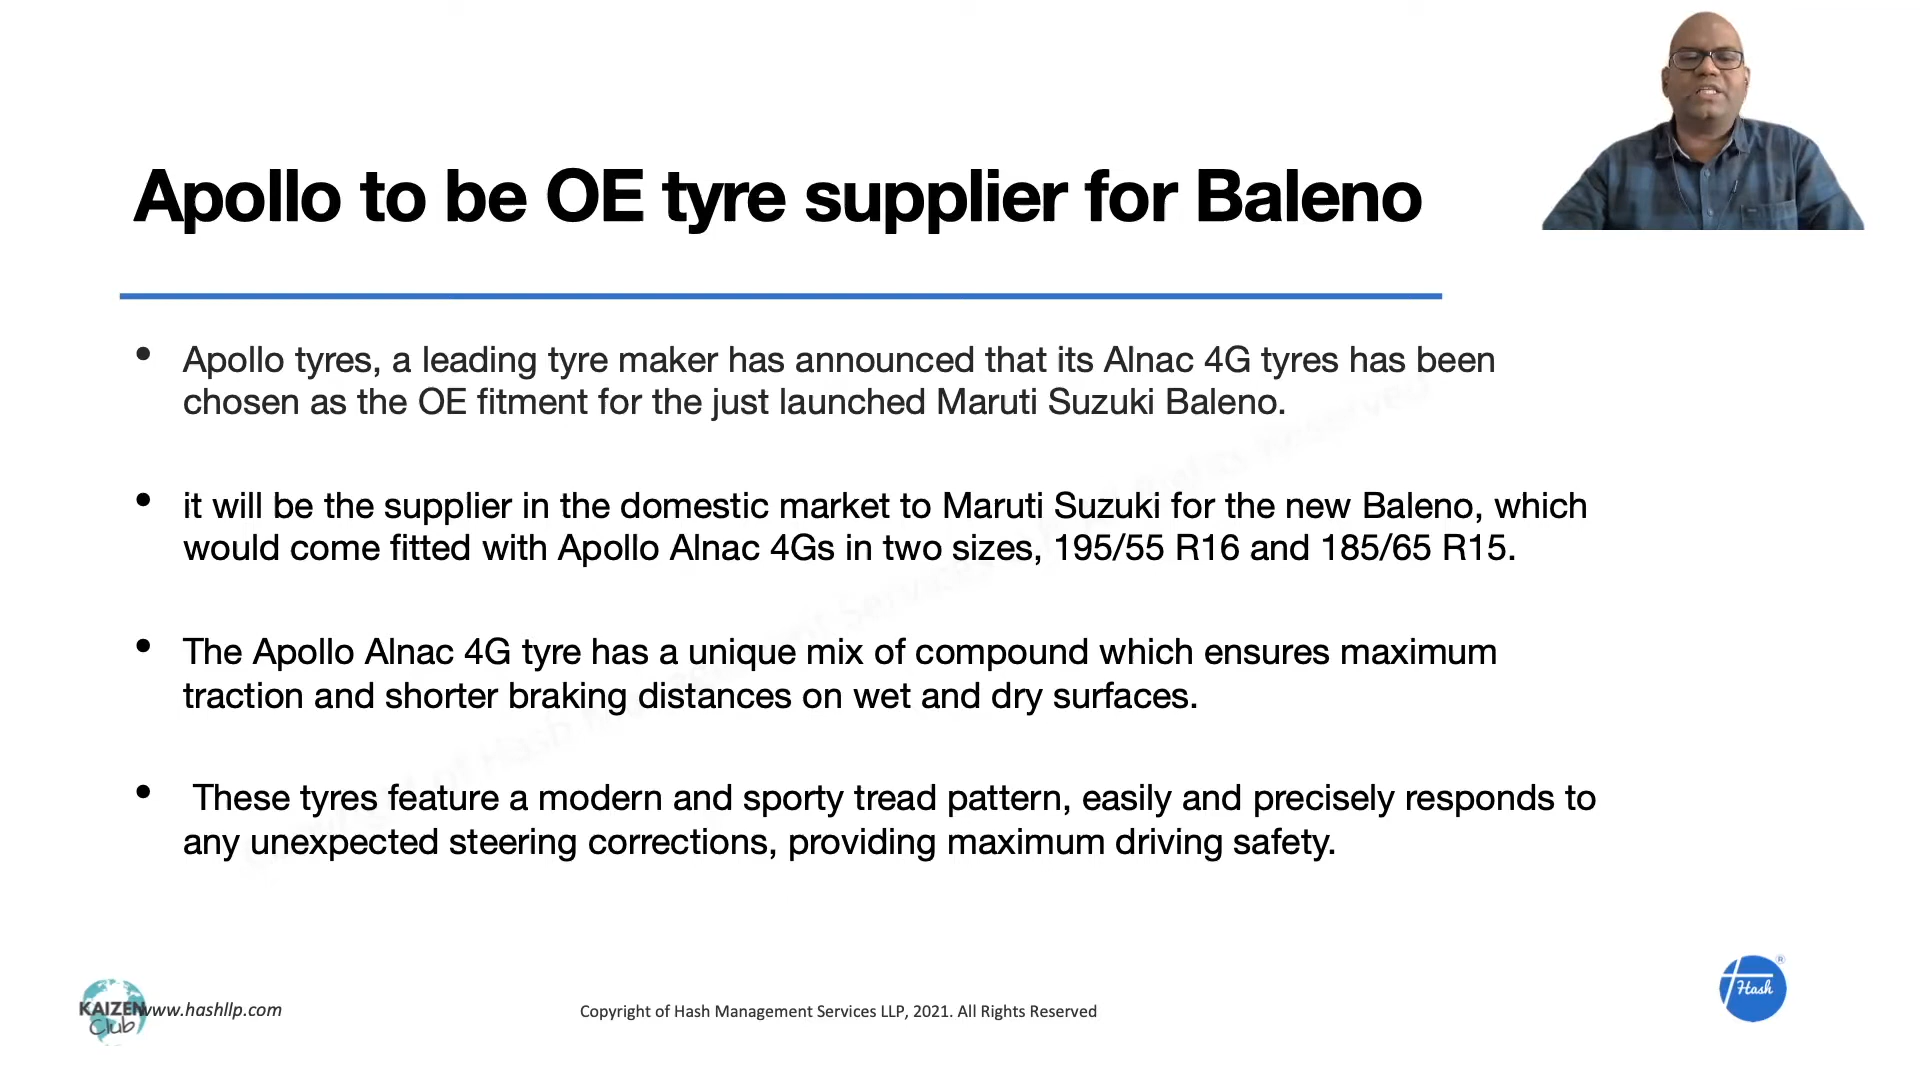 Apollo to be OE tyre supplier for Baleno
• Apollo tyres, a leading tyre maker has announced that its Alnac 4G tyres has been
chosen as the OE fitment for the just launched Maruti Suzuki Baleno.
• it will be the supplier in the domestic market to Maruti Suzuki for the new Baleno, which
would come fitted with Apollo Alnac 4Gs in two sizes, 195/55 R16 and 185/65 R15.
• The Apollo Alnac 4G tyre has a unique mix of compound which ensures maximum
traction and shorter braking distances on wet and dry surfaces.
• These tyres feature a modern and sporty tread pattern, easily and precisely responds to
any unexpected steering corrections, providing maximum driving safety.
KAIZEN
Club
www.hashllp.com
Copyright of Hash Management Services LLP, 2021. All Rights Reserved
Hash
®